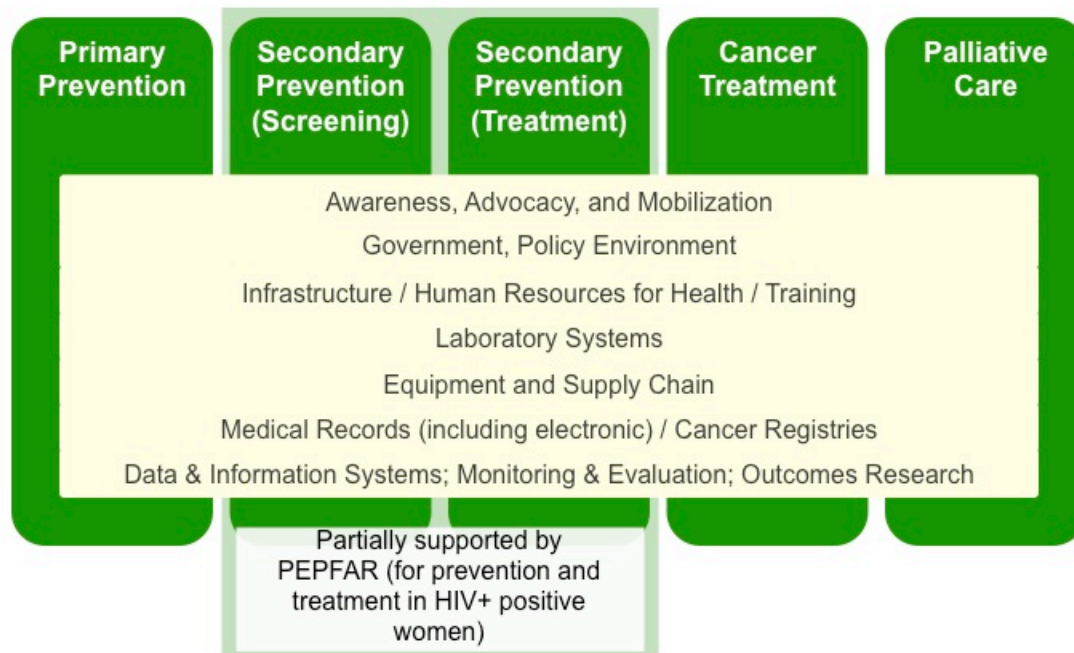 Primary
Prevention
Secondary
Prevention
(Screening)
Secondary
Prevention
(Treatment)
Cancer
Treatment
Palliative
Care
Awareness, Advocacy, and Mobilization
Government, Policy Environment
Infrastructure / Human Resources for Health / Training
Laboratory Systems
Equipment and Supply Chain
Medical Records (including electronic) / Cancer Registries
Data & Information Systems; Monitoring & Evaluation; Outcomes Research
Partially supported by
PEPFAR (for prevention and
treatment in HIV+ positive
women)